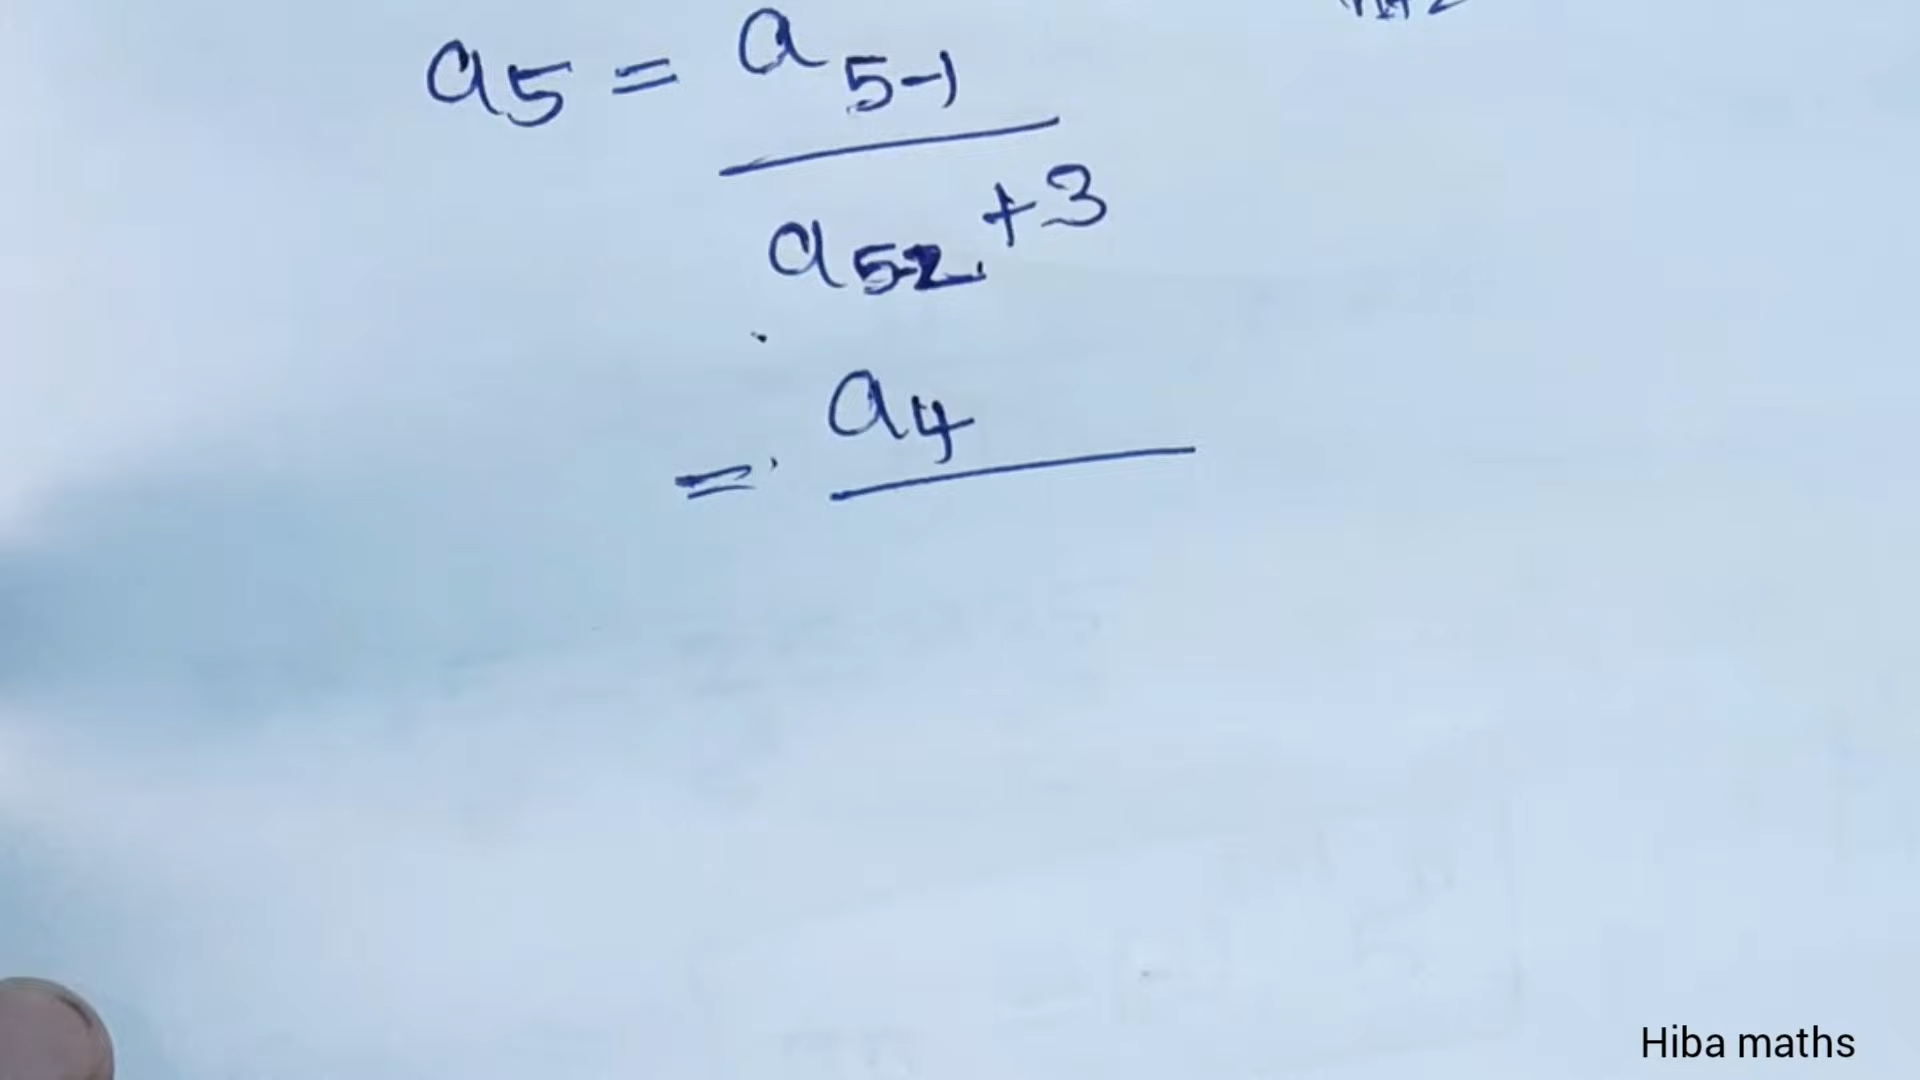 a₅ = a₅₋₁
a₅₋₂ + 3
= a₄
Hiba maths